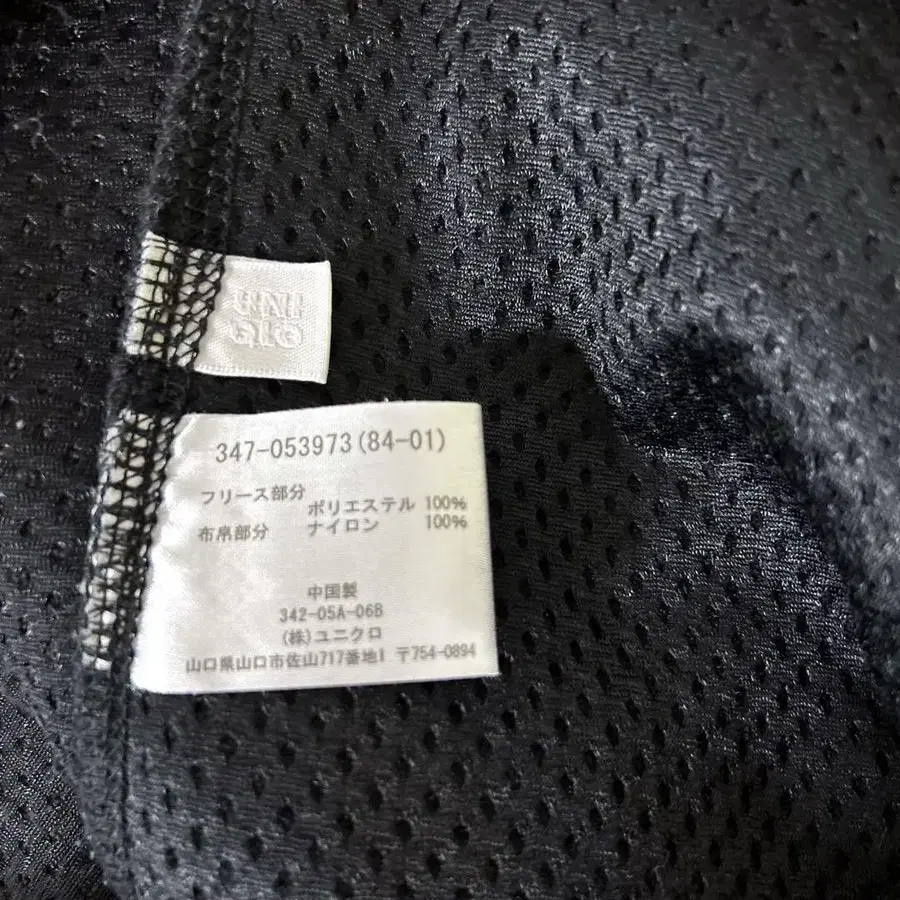 UNI
QLO
347-053973(84-01)
フリース部分
ポリエステル 100%
布帛部分 ナイロン 100%
中国製
342-05A-06B
(株)ユニクロ
山口県山口市佐山717番地1 〒754-0894